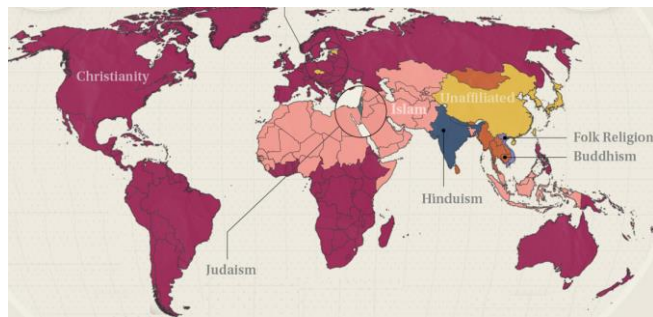 Christianity
Islam
Unaffiliated
Folk Religion
Buddhism
Hinduism
Judaism